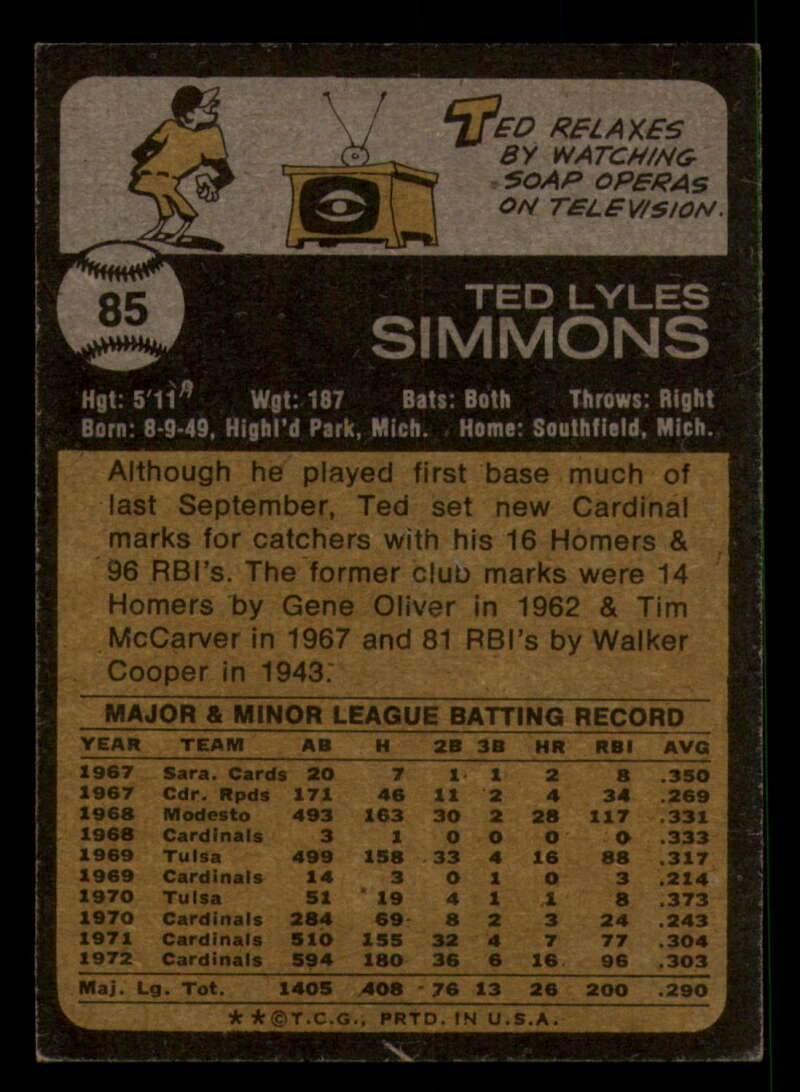 TED RELAXES
BY WATCHING
SOAP OPERAS
ON TELEVISION.
85
TED LYLES
SIMMONS
Hgt: 5'11" Wgt: 187 Bats: Both Throws: Right
Born: 8-9-49, Highl'd Park, Mich. Home: Southfield, Mich.
Although he played first base much of
last September, Ted set new Cardinal
marks for catchers with his 16 Homers &
96 RBI's. The former club marks were 14
Homers by Gene Oliver in 1962 & Tim
McCarver in 1967 and 81 RBI's by Walker
Cooper in 1943.
MAJOR & MINOR LEAGUE BATTING RECORD
YEAR TEAM AB H 2B 3B HR RBI AVG
1967 Sara. Cards 20 7 1 1 2 8 .350
1967 Cdr. Rpds 171 46 11 2 4 34 .269
1968 Modesto 493 163 30 2 28 117 .331
1968 Cardinals 3 1 0 0 0 0 .333
1969 Tulsa 499 158 33 4 16 88 .317
1969 Cardinals 14 3 0 1 0 3 .214
1970 Tulsa 51 19 4 1 1 8 .373
1970 Cardinals 284 69 8 2 3 24 .243
1971 Cardinals 510 155 32 4 7 77 .304
1972 Cardinals 594 180 36 6 16 96 .303
Maj. Lg. Tot. 1405 408 76 13 26 200 .290
★ ★ ©T.C.G., PRTD. IN U.S.A.